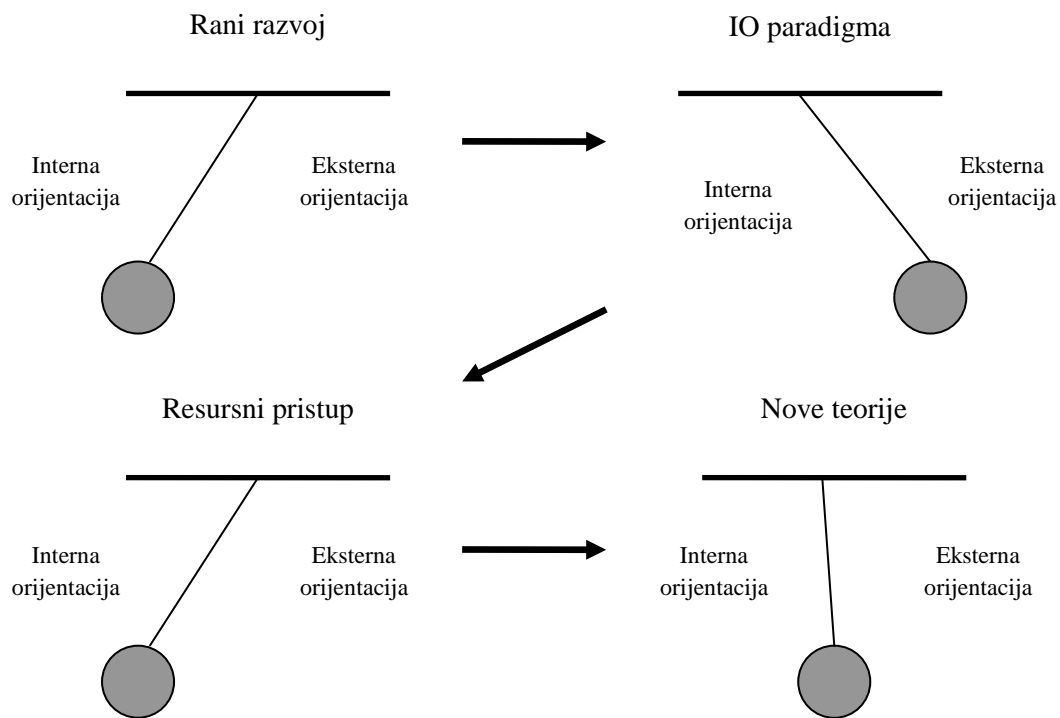 Rani razvoj
IO paradigma
Interna
orijentacija
Eksterna
orijentacija
Interna
orijentacija
Eksterna
orijentacija
Resursni pristup
Nove teorije
Interna
orijentacija
Eksterna
orijentacija
Interna
orijentacija
Eksterna
orijentacija